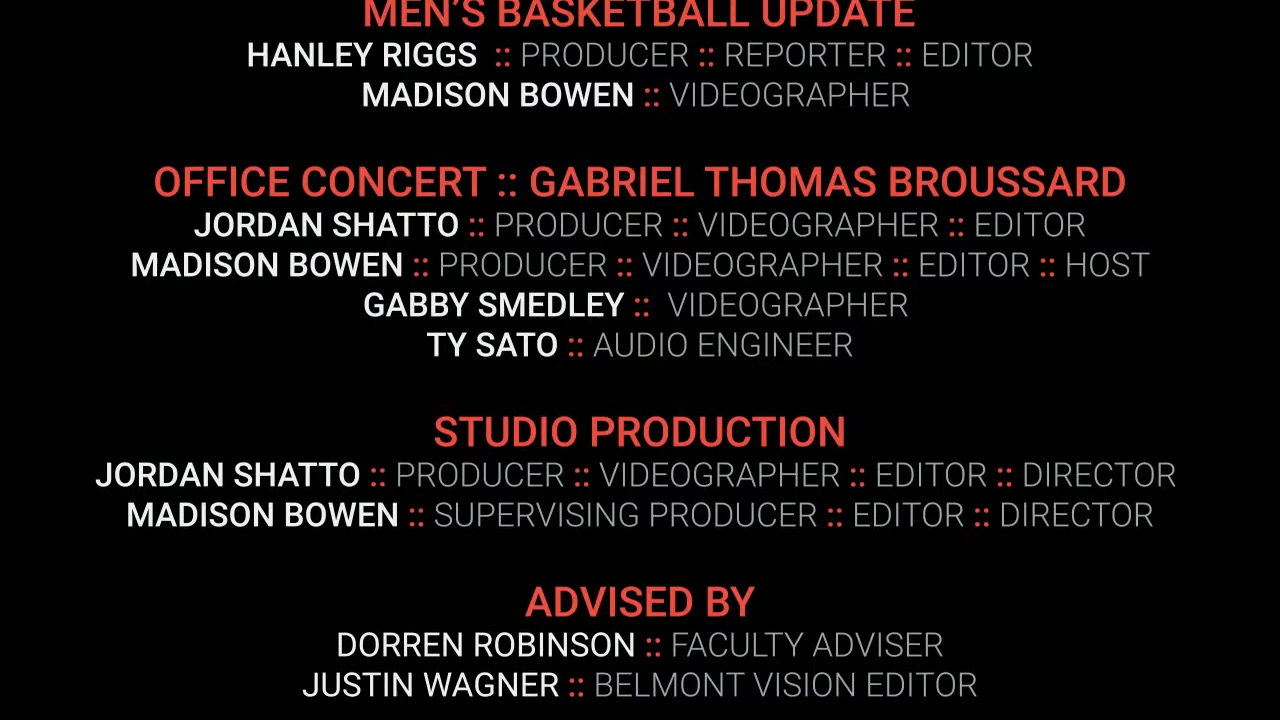 MEN'S BASKETBALL UPDATE
HANLEY RIGGS :: PRODUCER :: REPORTER :: EDITOR
MADISON BOWEN :: VIDEOGRAPHER
OFFICE CONCERT :: GABRIEL THOMAS BROUSSARD
JORDAN SHATTO :: PRODUCER :: VIDEOGRAPHER :: EDITOR
MADISON BOWEN :: PRODUCER :: VIDEOGRAPHER :: EDITOR :: HOST
GABBY SMEDLEY :: VIDEOGRAPHER
TY SATO :: AUDIO ENGINEER
STUDIO PRODUCTION
JORDAN SHATTO :: PRODUCER :: VIDEOGRAPHER :: EDITOR :: DIRECTOR
MADISON BOWEN :: SUPERVISING PRODUCER :: EDITOR :: DIRECTOR
ADVISED BY
DORREN ROBINSON :: FACULTY ADVISER
JUSTIN WAGNER :: BELMONT VISION EDITOR